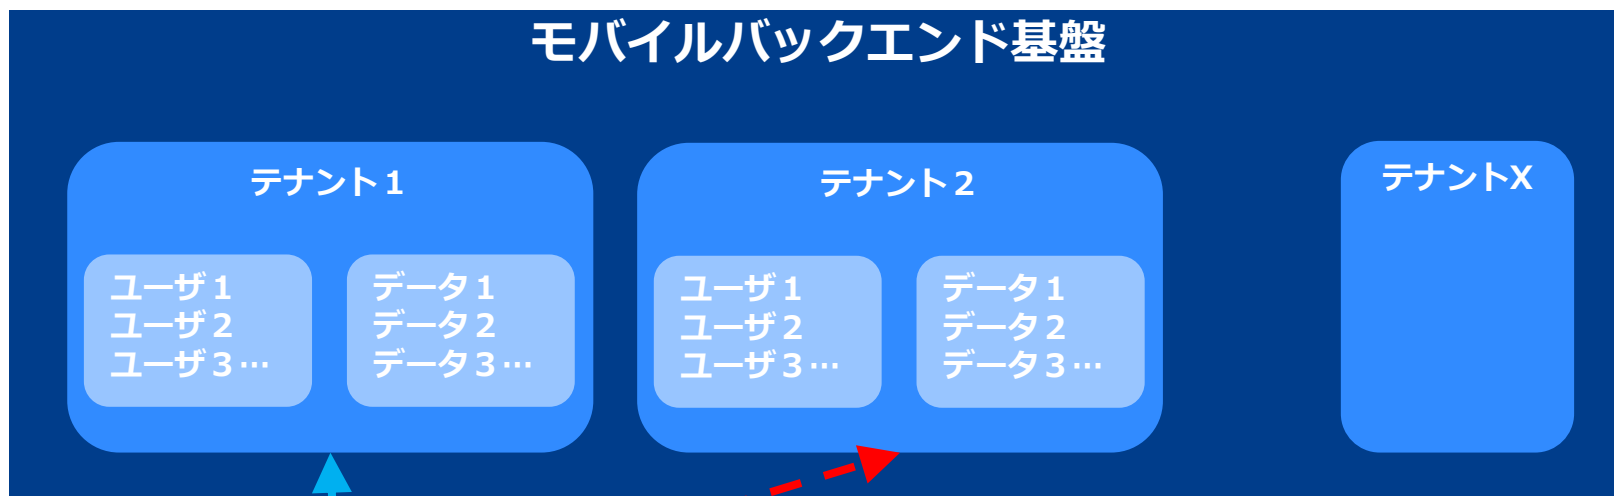 モバイルバックエンド基盤
テナント１
ユーザ１
ユーザ２
ユーザ３…
データ１
データ２
データ３…
テナント２
ユーザ１
ユーザ２
ユーザ３…
データ１
データ２
データ３…
テナントX